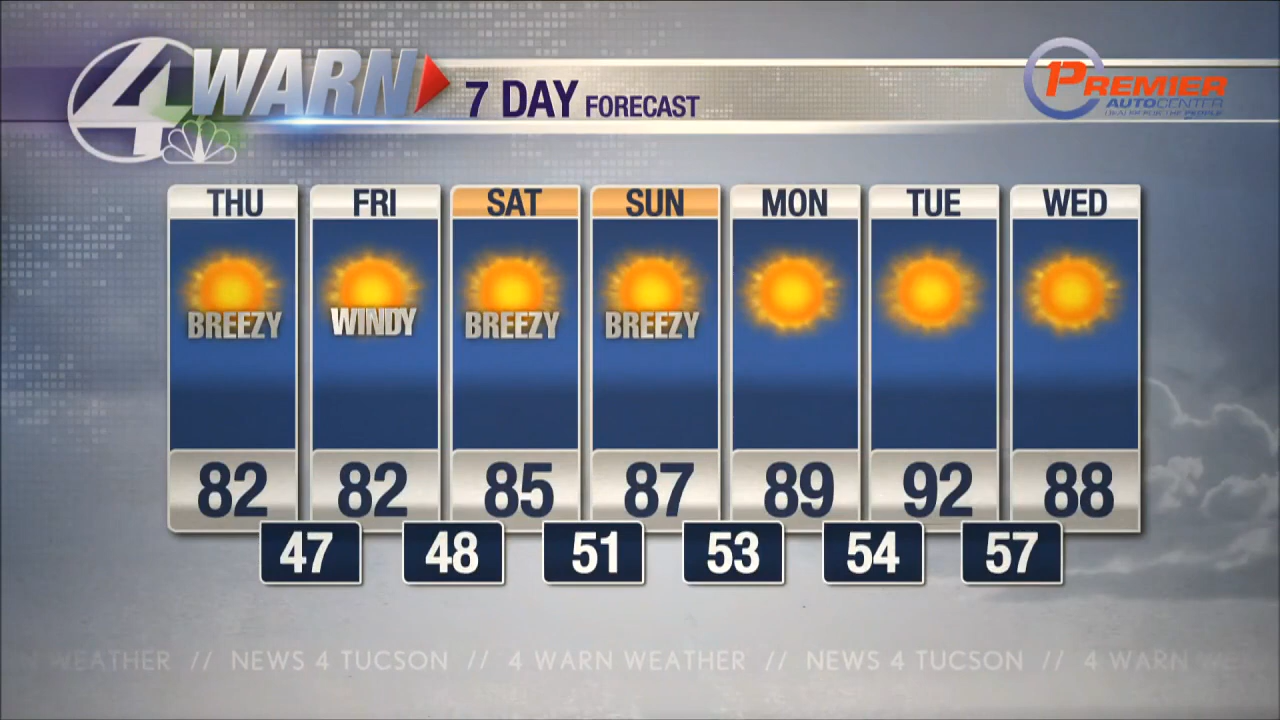 4 WARN
7 DAY FORECAST
PREMIER
AUTOCENTER
THU FRI SAT SUN MON TUE WED
BREEZY WINDY BREEZY BREEZY
82 82 85 87 89 92 88
47 48 51 53 54 57
WEATHER // NEWS 4 TUCSON // 4 WARN WEATHER // NEWS 4 TUCSON // 4 WARN